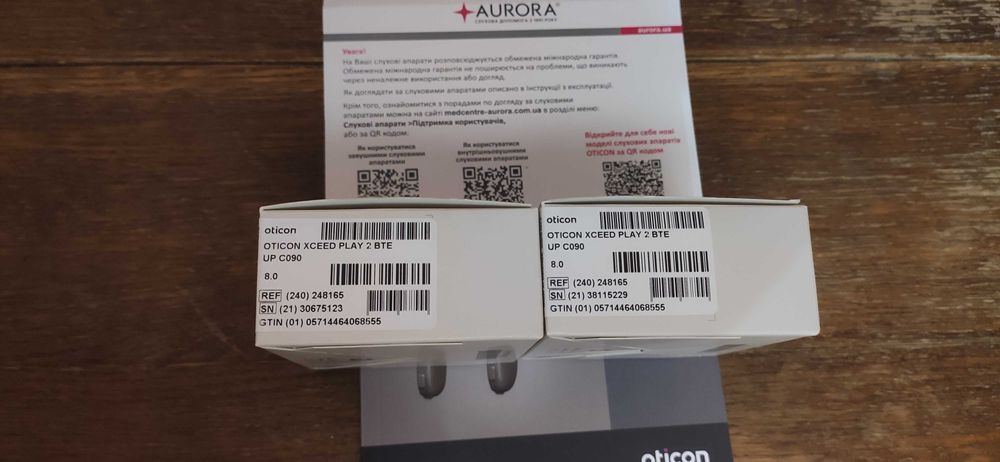 AURORA®
СЛУХОВА ДОПОМОГА З 1991 РОКУ
aurora.ua
Увага!
На Ваші слухові апарати розповсюджується обмежена міжнародна гарантія.
Обмежена міжнародна гарантія не поширюється на проблеми, що виникають
через неналежне використання або догляд.
Як доглядати за слуховими апаратами описано в Інструкції з експлуатації.
Крім того, ознайомитися з порадами по догляду за слуховими
апаратами можна на сайті medcentre-aurora.com.ua в розділі меню:
Слухові апарати >Підтримка користувачів,
або за QR кодом:
Як користуватися
завушними слуховими
апаратами
Як користуватися
внутрішньовушними
слуховими апаратами
Відкрийте для себе нові
моделі слухових апаратів
OTICON за QR кодом
oticon
OTICON XCEED PLAY 2 BTE
UP C090
8.0
REF (240) 248165
SN (21) 30675123
GTIN (01) 05714464068555
oticon
OTICON XCEED PLAY 2 BTE
UP C090
8.0
REF (240) 248165
SN (21) 38115229
GTIN (01) 05714464068555
oticon